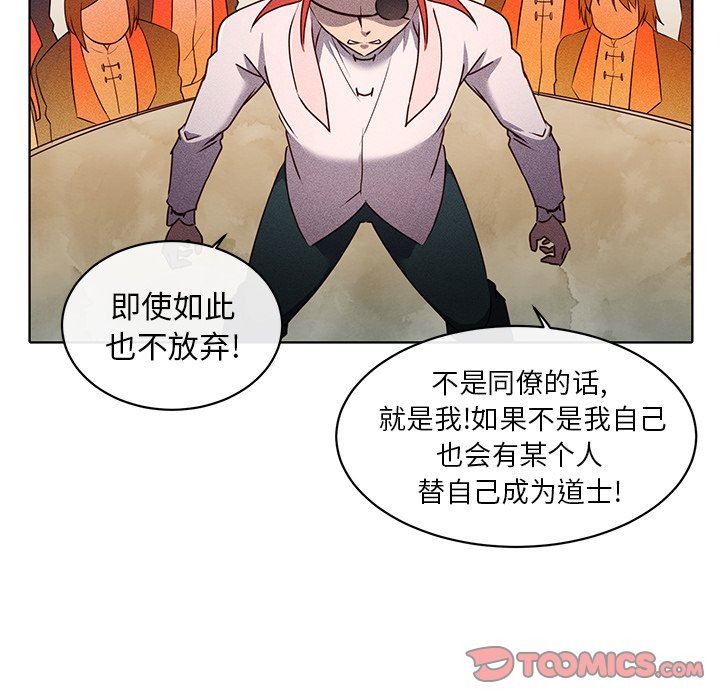 即使如此
也不放弃!
不是同僚的话,
就是我!如果不是我自己
也会有某个人
替自己成为道士!
TOOMICS.COM